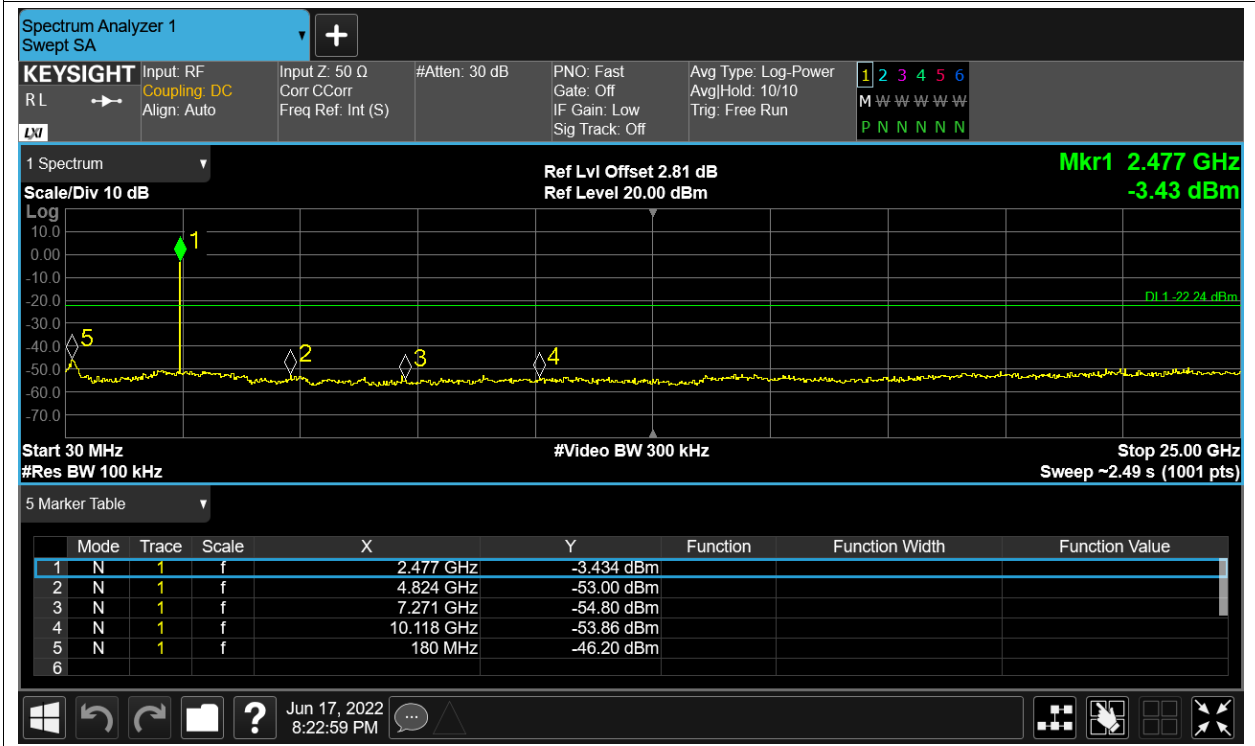 Spectrum Analyzer 1
Swept SA
+
KEYSIGHT Input: RF Input Z: 50 Ω #Atten: 30 dB PNO: Fast Avg Type: Log-Power 1 2 3 4 5 6
RL Coupling: DC Corr CCorr Gate: Off Avg|Hold: 10/10 M W W W W W
Align: Auto Freq Ref: Int (S) IF Gain: Low Trig: Free Run
LXI Sig Track: Off P N N N N N
1 Spectrum Ref Lvl Offset 2.81 dB Mkr1 2.477 GHz
Scale/Div 10 dB Ref Level 20.00 dBm -3.43 dBm
Log
10.0
1
0.00
-10.0
-20.0 DL1 -22.24 dBm
-30.0
-40.0 5
2 3 4
-50.0
-60.0
-70.0
Start 30 MHz #Video BW 300 kHz Stop 25.00 GHz
#Res BW 100 kHz Sweep ~2.49 s (1001 pts)
5 Marker Table
Mode Trace Scale X Y Function Function Width Function Value
1 N 1 f 2.477 GHz -3.434 dBm
2 N 1 f 4.824 GHz -53.00 dBm
3 N 1 f 7.271 GHz -54.80 dBm
4 N 1 f 10.118 GHz -53.86 dBm
5 N 1 f 180 MHz -46.20 dBm
6
? Jun 17, 2022
8:22:59 PM